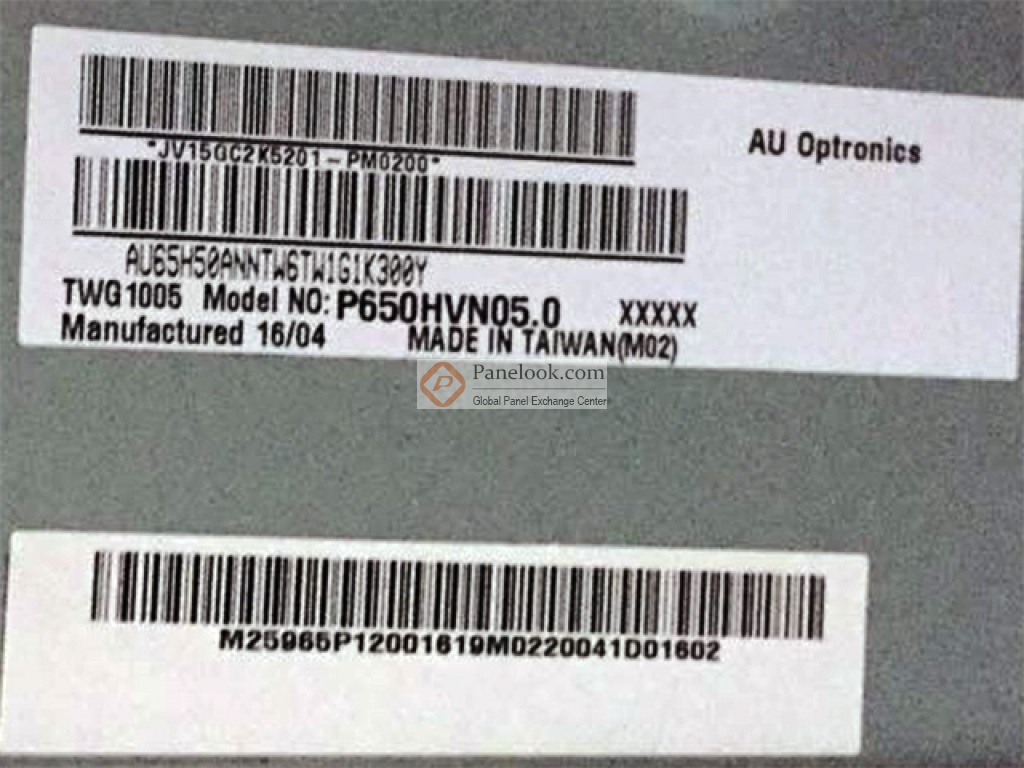 AU Optronics
*JV15QC2K5201-PM0200*
AU65H50ANNTW6TW1G1K300Y
TWG1005 Model NO: P650HVN05.0 XXXXX
Manufactured 16/04 MADE IN TAIWAN(M02)
Panelook.com
Global Panel Exchange Center
M25965P12001619M0220041D01602